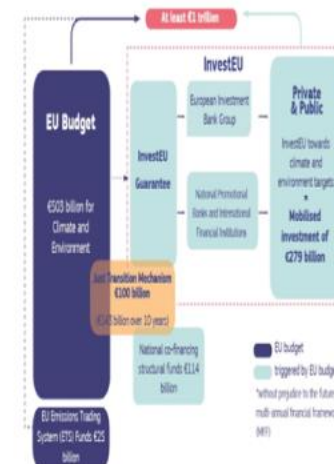 At least €1 trillion
InvestEU
EU Budget
€503 billion for
Climate and
Environment
InvestEU
Guarantee
European Investment
Bank Group
National Promotional
Banks and International
Financial Institutions
Private
& Public
InvestEU towards
climate and
environment targets
Mobilised
investment of
€279 billion
Just Transition Mechanism
€100 billion
(€143 billion over 10 years)
National co-financing
structural funds €114
billion
EU Emissions Trading
System (ETS) Funds €25
billion
EU budget
triggered by EU budge
*without prejudice to the future
multi-annual financial framewo
(MFF)